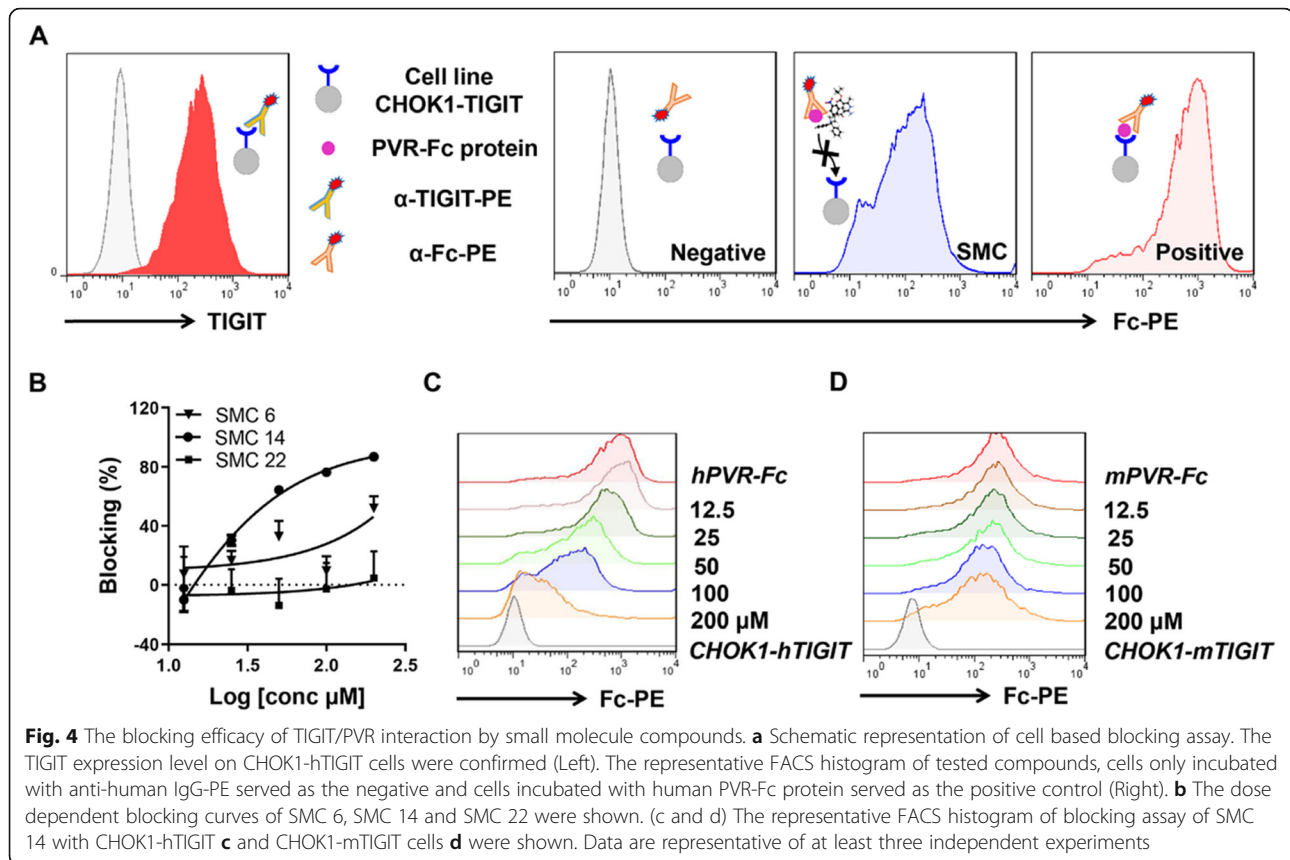 A
Cell line
CHOK1-TIGIT
PVR-Fc protein
α-TIGIT-PE
α-Fc-PE
0
10⁰ 10¹ 10² 10³ 10⁴
TIGIT
Negative
10⁰ 10¹ 10² 10³ 10⁴
SMC
10⁰ 10¹ 10² 10³ 10⁴
Positive
10⁰ 10¹ 10² 10³ 10⁴
Fc-PE
B
SMC 6
SMC 14
SMC 22
Blocking (%)
120
80
40
0
-40
1.0 1.5 2.0 2.5
Log [conc µM]
C
hPVR-Fc
12.5
25
50
100
200 µM
CHOK1-hTIGIT
10⁰ 10¹ 10² 10³ 10⁴
Fc-PE
D
mPVR-Fc
12.5
25
50
100
200 µM
CHOK1-mTIGIT
10⁰ 10¹ 10² 10³ 10⁴
Fc-PE
Fig. 4 The blocking efficacy of TIGIT/PVR interaction by small molecule compounds. a Schematic representation of cell based blocking assay. The
TIGIT expression level on CHOK1-hTIGIT cells were confirmed (Left). The representative FACS histogram of tested compounds, cells only incubated
with anti-human IgG-PE served as the negative and cells incubated with human PVR-Fc protein served as the positive control (Right). b The dose
dependent blocking curves of SMC 6, SMC 14 and SMC 22 were shown. (c and d) The representative FACS histogram of blocking assay of SMC
14 with CHOK1-hTIGIT c and CHOK1-mTIGIT cells d were shown. Data are representative of at least three independent experiments